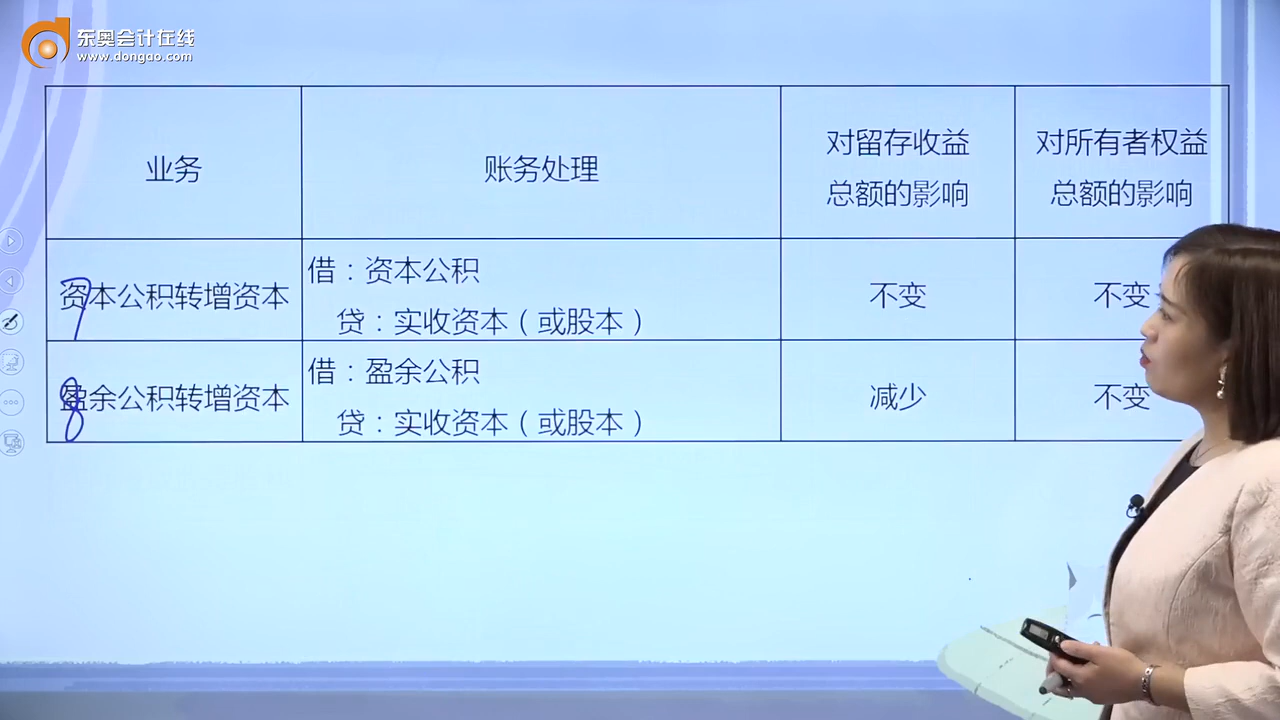 东奥会计在线
www.dongao.com
业务
账务处理
对留存收益
总额的影响
对所有者权益
总额的影响
7
资本公积转增资本
借：资本公积
贷：实收资本（或股本）
不变
不变
8
盈余公积转增资本
借：盈余公积
贷：实收资本（或股本）
减少
不变